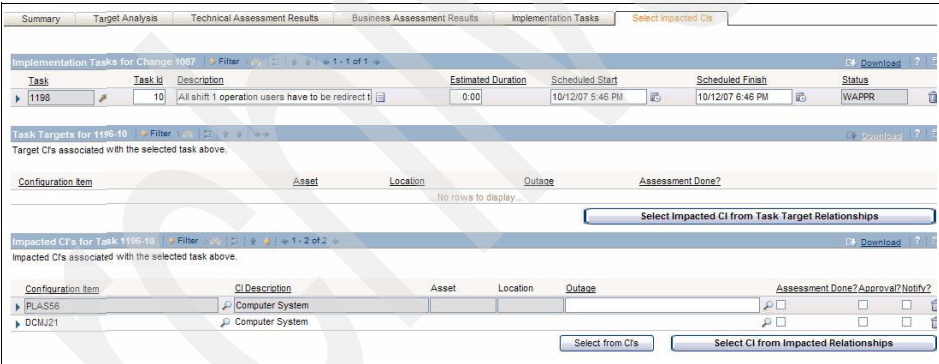 Summary Target Analysis Technical Assessment Results Business Assessment Results Implementation Tasks Select Impacted CIs
Implementation Tasks for Change 1087 Filter 1 - 1 of 1 Download ?
Task Task Id Description Estimated Duration Scheduled Start Scheduled Finish Status
1198 10 All shift 1 operation users have to be redirect t 0:00 10/12/07 5:46 PM 10/12/07 6:46 PM WAPPR
Task Targets for 1196-10 Filter Download ?
Target CI's associated with the selected task above.
Configuration Item Asset Location Outage Assessment Done?
...No rows to display...
Select Impacted CI from Task Target Relationships
Impacted CI's for Task 1196-10 Filter 1 - 2 of 2 Download ?
Impacted CI's associated with the selected task above.
Configuration Item CI Description Asset Location Outage Assessment Done? Approval? Notify?
PLAS56 Computer System
DCMJ21 Computer System
Select from CI's Select CI from Impacted Relationships